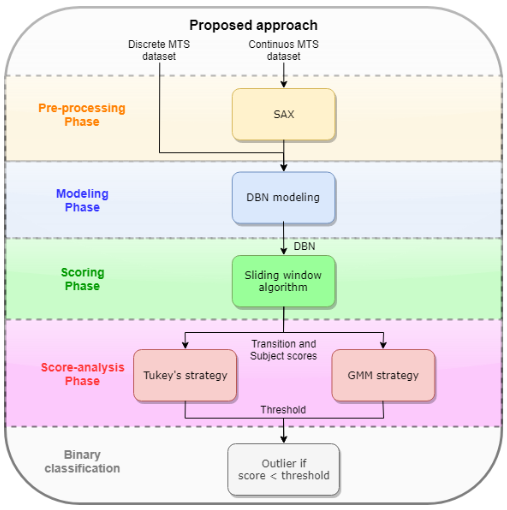 Proposed approach
Discrete MTS
dataset
Continuos MTS
dataset
Pre-processing
Phase
SAX
Modeling
Phase
DBN modeling
DBN
Scoring
Phase
Sliding window
algorithm
Transition and
Subject scores
Score-analysis
Phase
Tukey's strategy
GMM strategy
Threshold
Binary
classification
Outlier if
score < threshold